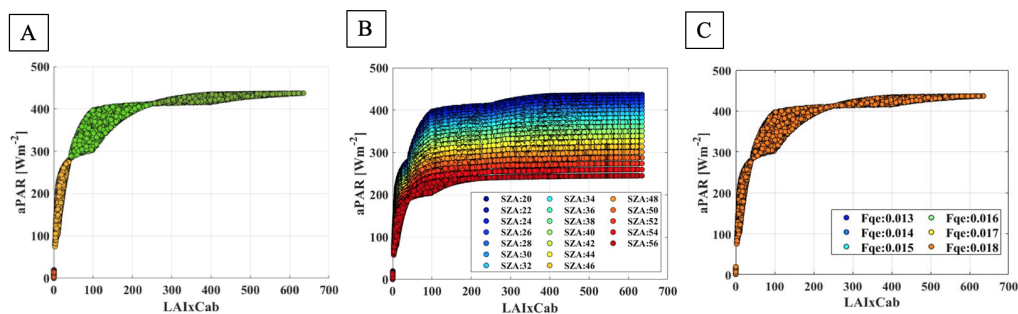 A
B
C
aPAR [Wm⁻²]
500
400
300
200
100
0
0 100 200 300 400 500 600 700
LAIxCab
aPAR [Wm⁻²]
500
400
300
200
100
0
SZA:20 SZA:34 SZA:48
SZA:22 SZA:36 SZA:50
SZA:24 SZA:38 SZA:52
SZA:26 SZA:40 SZA:54
SZA:28 SZA:42 SZA:56
SZA:30 SZA:44
SZA:32 SZA:46
0 100 200 300 400 500 600 700
LAIxCab
aPAR [Wm⁻²]
500
400
300
200
100
0
Fqe:0.013 Fqe:0.016
Fqe:0.014 Fqe:0.017
Fqe:0.015 Fqe:0.018
0 100 200 300 400 500 600 700
LAIxCab